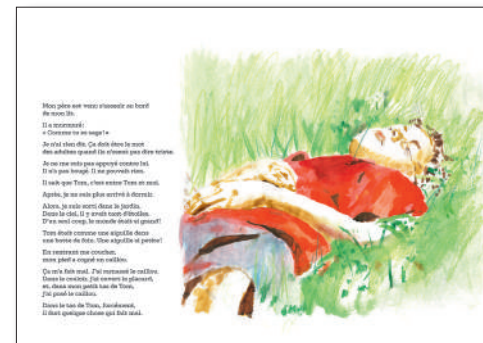 Mon père est venu s'asseoir au bord
de mon lit.
Il a murmuré :
« Comme tu es sage ! »
Je n'ai rien dit. Ça doit être le mot
des adultes quand ils n'osent pas dire triste.
Je ne me suis pas appuyé contre lui.
Il n'a pas bougé. Il ne pouvait rien.
Il sait que Tom, c'est entre Tom et moi.
Après, je ne suis plus arrivé à dormir.
Alors, je suis sorti dans le jardin.
Dans le ciel, il y avait tant d'étoiles.
D'un seul coup, le monde était si grand !
Tom était comme une aiguille dans
une botte de foin. Une aiguille si petite !
En rentrant me coucher,
mon pied a cogné un caillou.
Ça m'a fait mal. J'ai ramassé le caillou.
Dans le couloir, j'ai ouvert le placard,
et, dans mon petit tas de Tom,
j'ai posé le caillou.
Dans le tas de Tom, forcément,
il faut quelque chose qui fait mal.